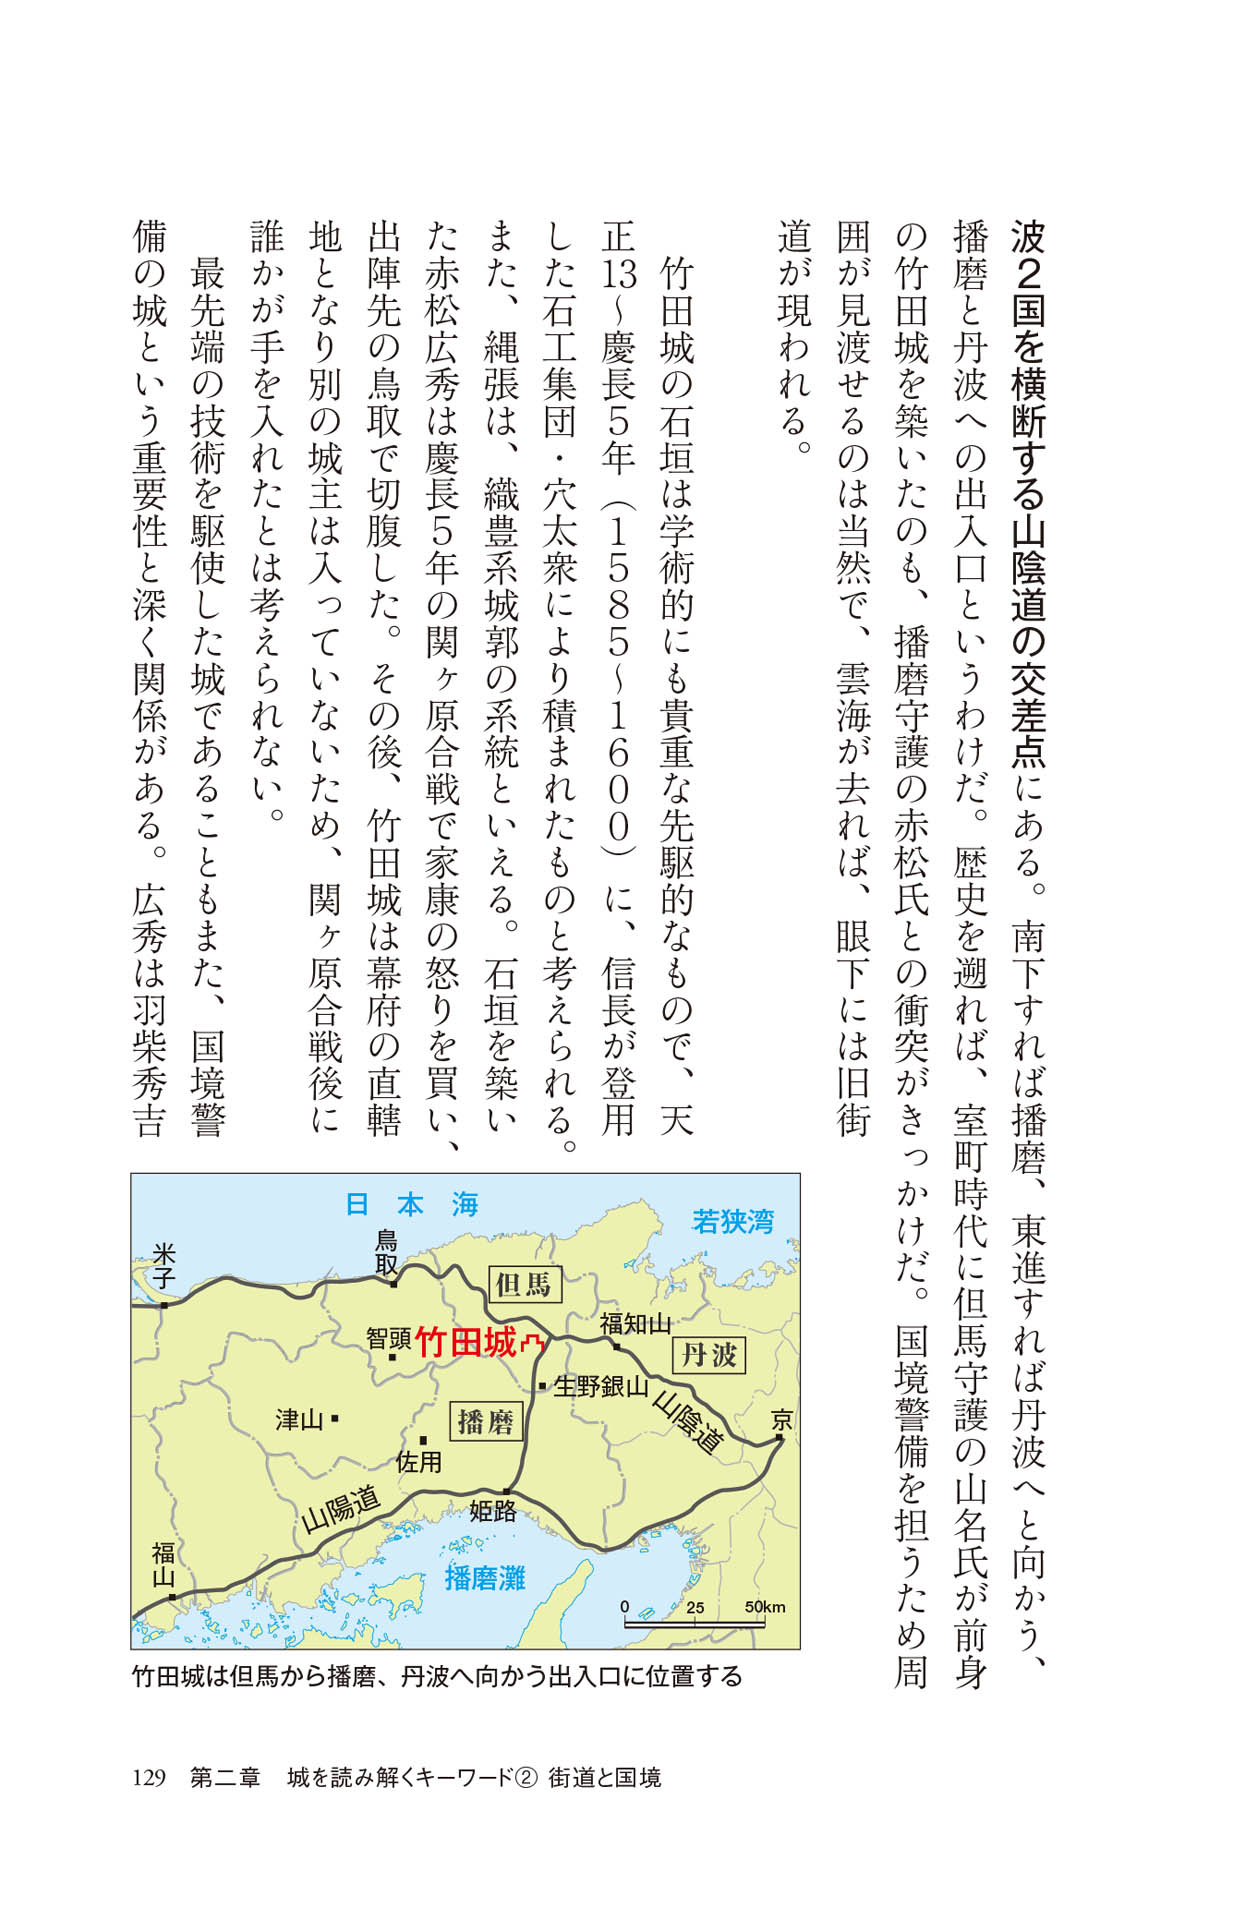 波２国を横断する山陰道の交差点にある。南下すれば播磨、東進すれば丹波へと向かう、
播磨と丹波への出入口というわけだ。歴史を遡れば、室町時代に但馬守護の山名氏が前身
の竹田城を築いたのも、播磨守護の赤松氏との衝突がきっかけだ。国境警備を担うため周
囲が見渡せるのは当然で、雲海が去れば、眼下には旧街
道が現われる。
　竹田城の石垣は学術的にも貴重な先駆的なもので、天
正13～慶長５年（１５８５～１６００）に、信長が登用
した石工集団・穴太衆により積まれたものと考えられる。
また、縄張は、織豊系城郭の系統といえる。石垣を築い
た赤松広秀は慶長５年の関ヶ原合戦で家康の怒りを買い、
出陣先の鳥取で切腹した。その後、竹田城は幕府の直轄
地となり別の城主は入っていないため、関ヶ原合戦後に
誰かが手を入れたとは考えられない。
　最先端の技術を駆使した城であることもまた、国境警
備の城という重要性と深く関係がある。広秀は羽柴秀吉
日本海
若狭湾
米子
鳥取
但馬
智頭
竹田城
福知山
丹波
生野銀山
山陰道
京
津山
播磨
佐用
山陽道
姫路
福山
播磨灘
0 25 50km
竹田城は但馬から播磨、丹波へ向かう出入口に位置する
129 第二章　城を読み解くキーワード② 街道と国境